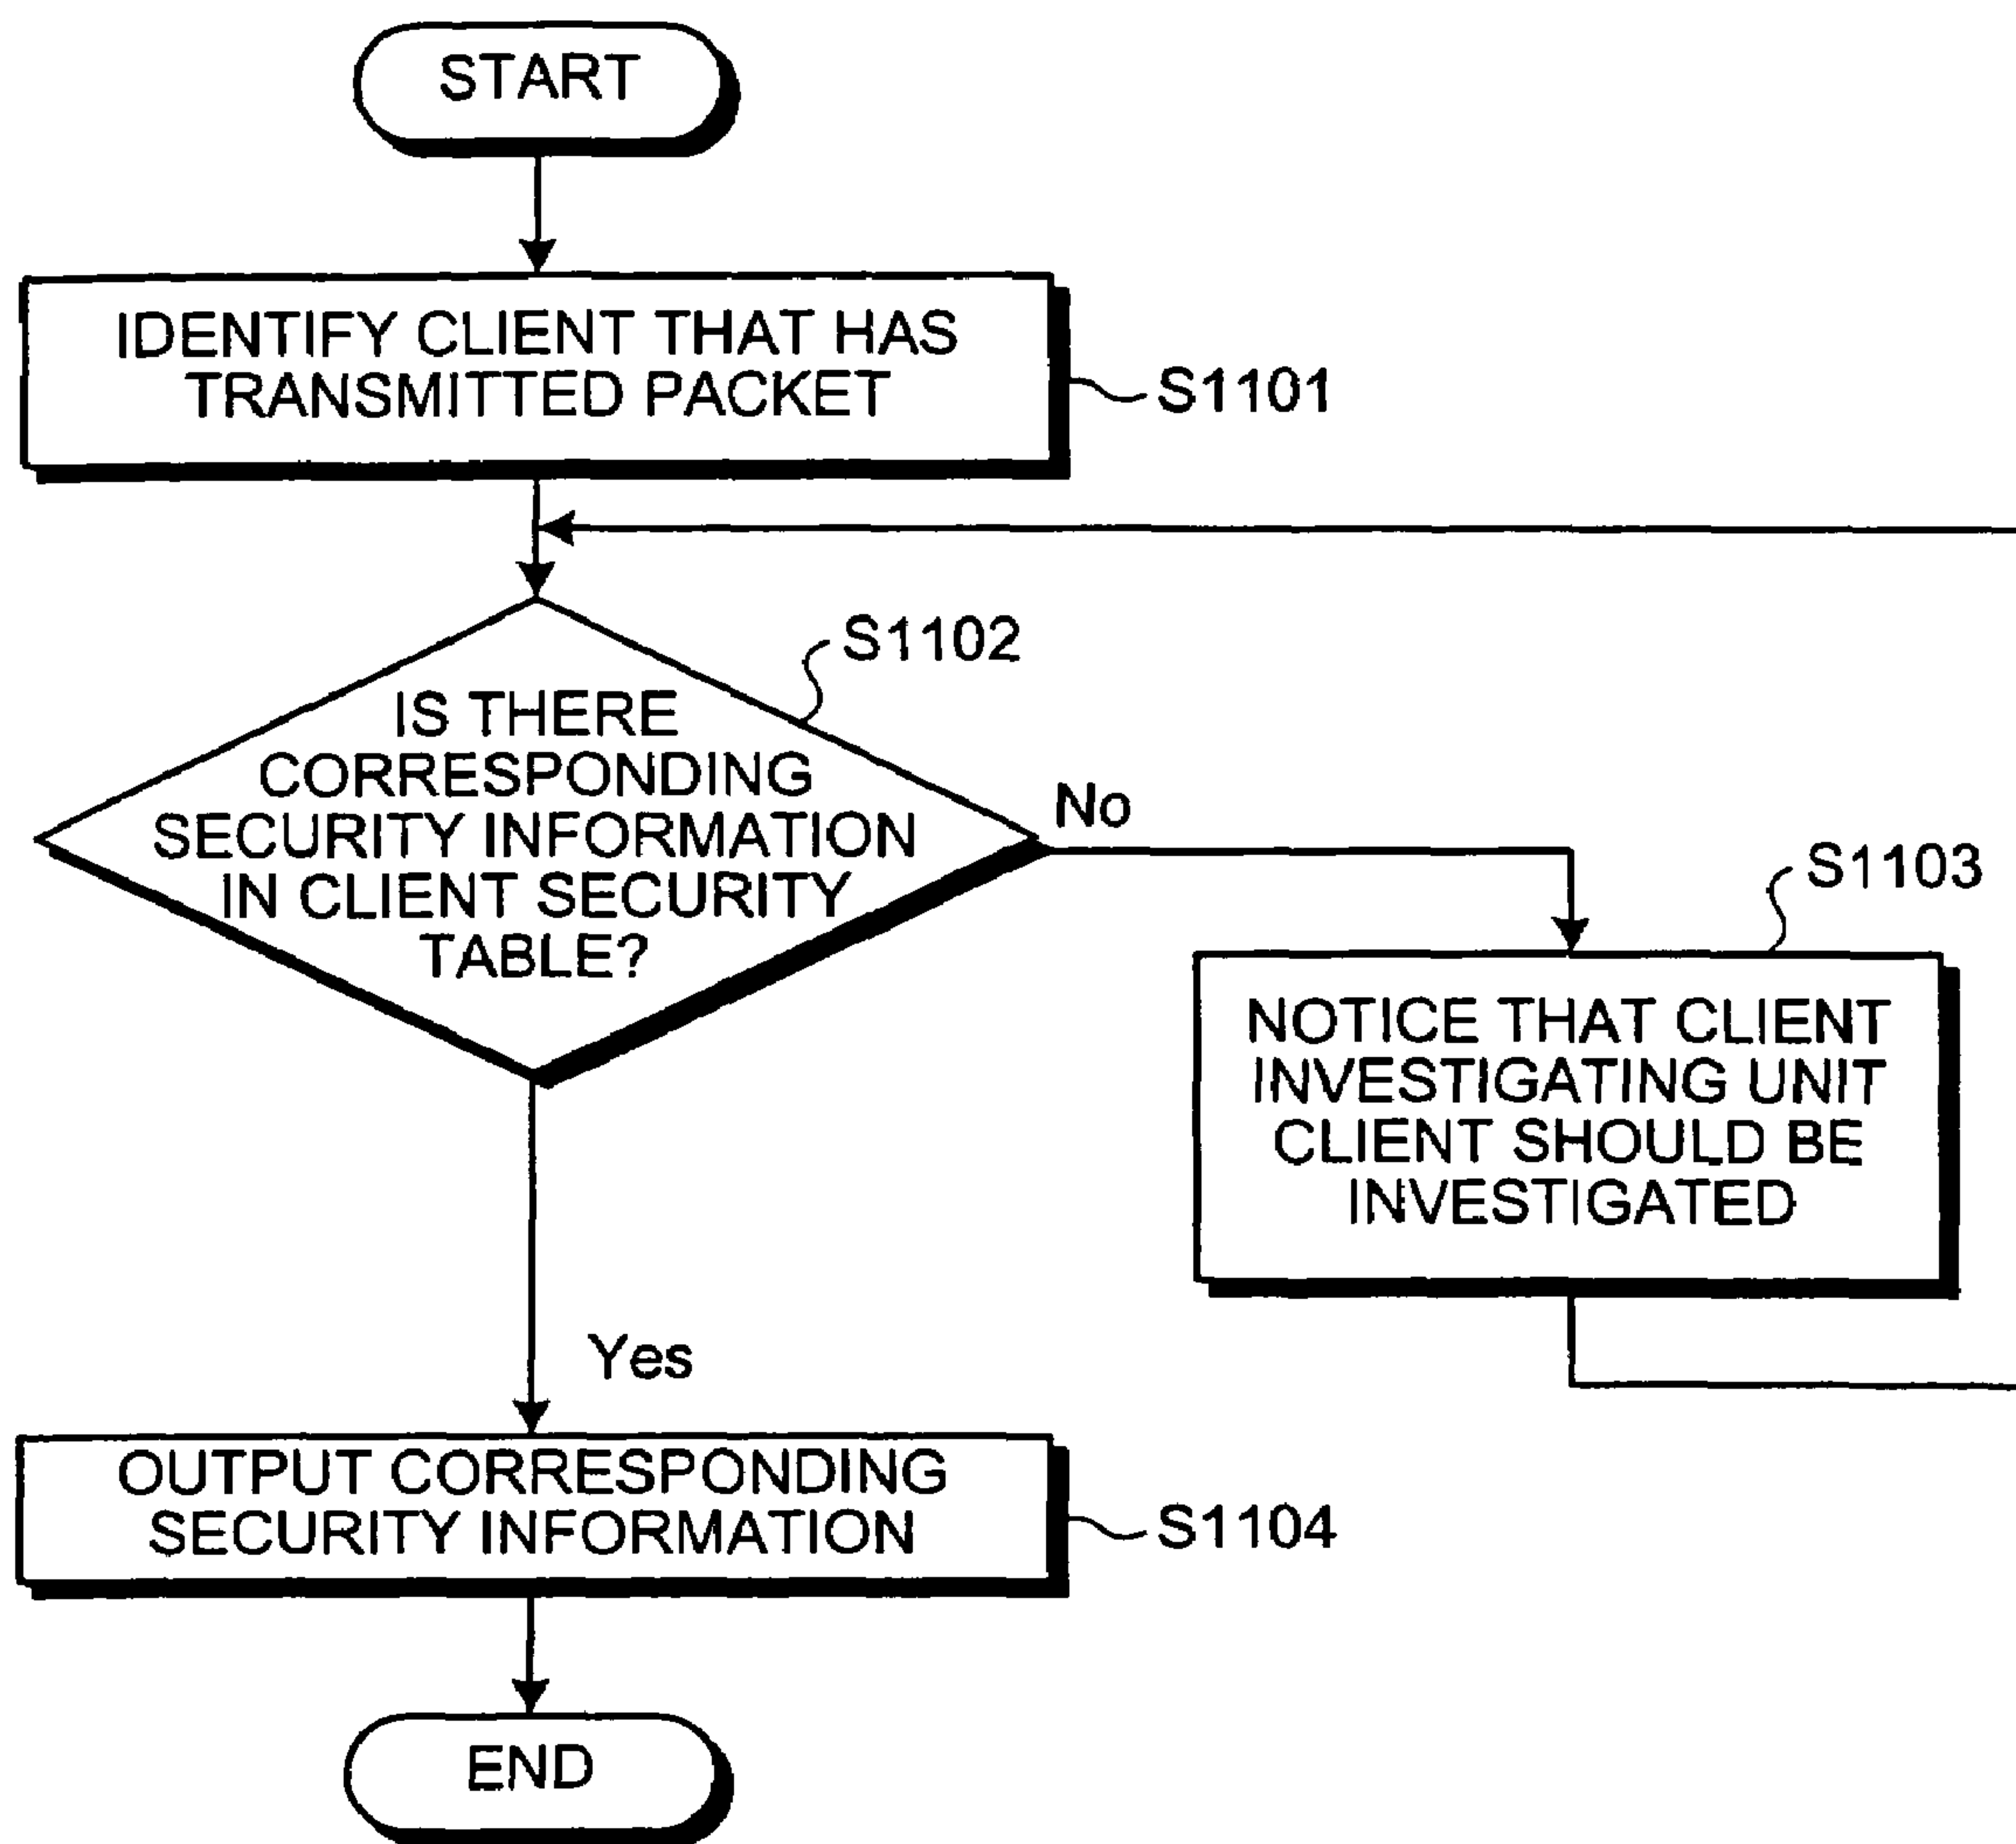 START
IDENTIFY CLIENT THAT HAS
TRANSMITTED PACKET
S1101
S1102
IS THERE
CORRESPONDING
SECURITY INFORMATION
IN CLIENT SECURITY
TABLE?
No
S1103
NOTICE THAT CLIENT
INVESTIGATING UNIT
CLIENT SHOULD BE
INVESTIGATED
Yes
OUTPUT CORRESPONDING
SECURITY INFORMATION
S1104
END